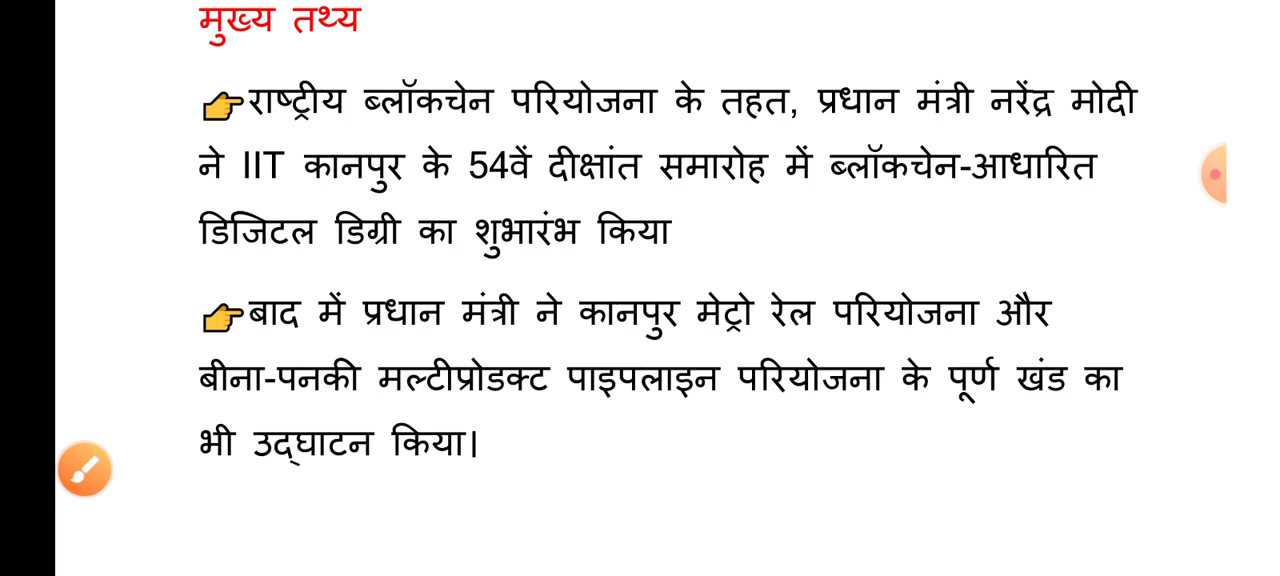 मुख्य तथ्य
👉राष्ट्रीय ब्लॉकचेन परियोजना के तहत, प्रधान मंत्री नरेंद्र मोदी
ने IIT कानपुर के 54वें दीक्षांत समारोह में ब्लॉकचेन-आधारित
डिजिटल डिग्री का शुभारंभ किया
👉बाद में प्रधान मंत्री ने कानपुर मेट्रो रेल परियोजना और
बीना-पनकी मल्टीप्रोडक्ट पाइपलाइन परियोजना के पूर्ण खंड का
भी उद्घाटन किया।